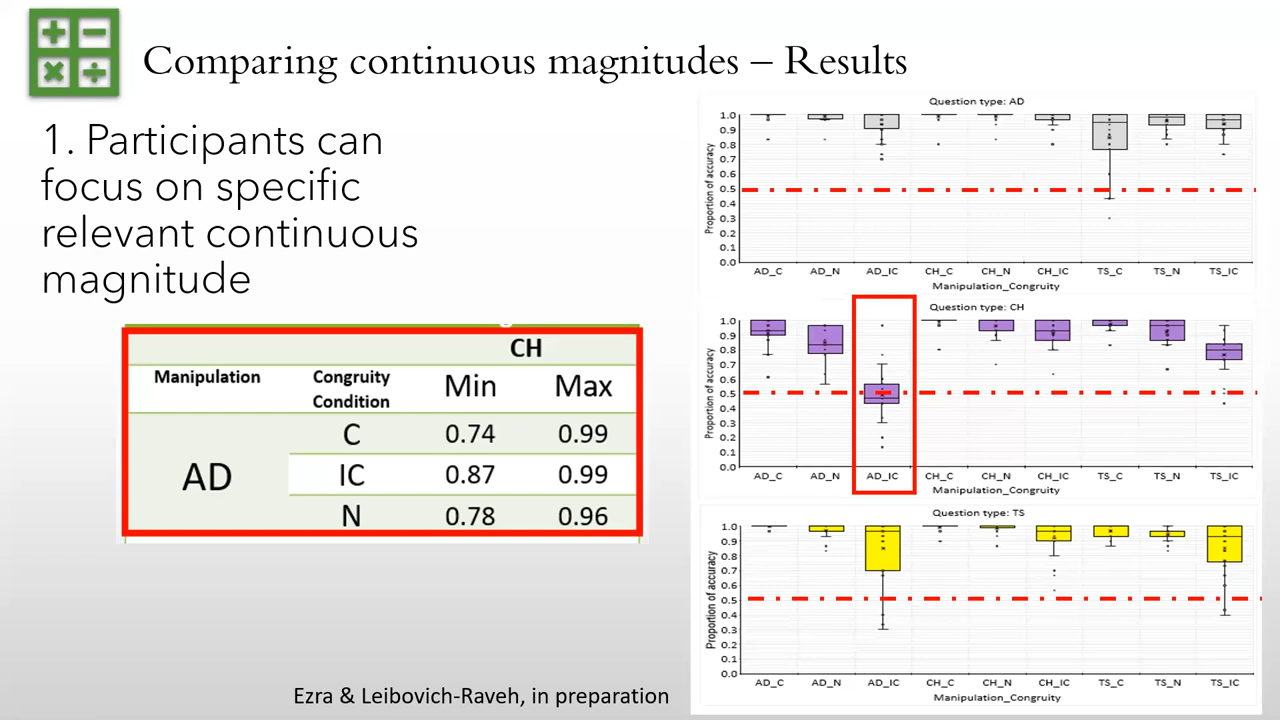 Comparing continuous magnitudes – Results
1. Participants can
focus on specific
relevant continuous
magnitude
CH
Manipulation
Congruity
Condition
Min
Max
AD
C 0.74 0.99
IC 0.87 0.99
N 0.78 0.96
Ezra & Leibovich-Raveh, in preparation
Question type: AD
Proportion of accuracy
1.0
0.9
0.8
0.7
0.6
0.5
0.4
0.3
0.2
0.1
0.0
AD_C AD_N AD_IC CH_C CH_N CH_IC TS_C TS_N TS_IC
Manipulation_Congruity
Question type: CH
Proportion of accuracy
1.0
0.9
0.8
0.7
0.6
0.5
0.4
0.3
0.2
0.1
0.0
AD_C AD_N AD_IC CH_C CH_N CH_IC TS_C TS_N TS_IC
Manipulation_Congruity
Question type: TS
Proportion of accuracy
1.0
0.9
0.8
0.7
0.6
0.5
0.4
0.3
0.2
0.1
0.0
AD_C AD_N AD_IC CH_C CH_N CH_IC TS_C TS_N TS_IC
Manipulation_Congruity